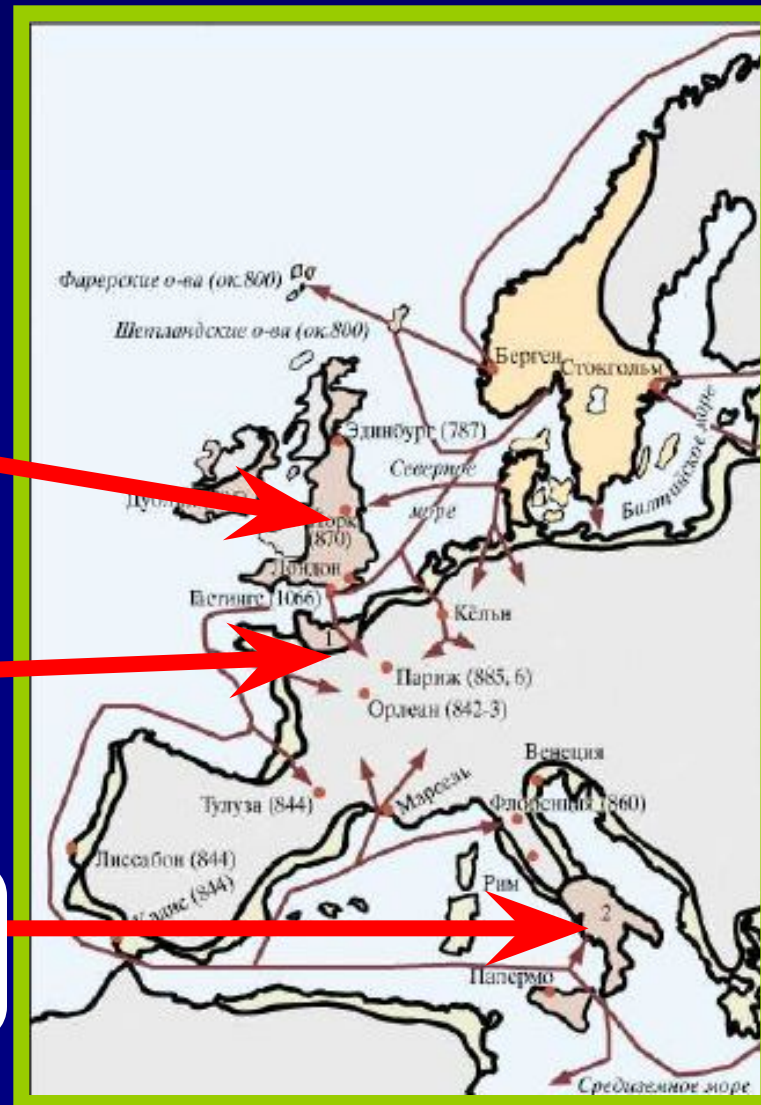 Фарерские о-ва (ок.800)
Шетландские о-ва (ок.800)
Берген
Стокгольм
Эдинбург (787)
Северное
море
Балтийское море
(870)
Лондон
Гастингс (1066)
1
Кёльн
Париж (885, 6)
Орлеан (842-3)
Венеция
Тулуза (844)
Марсель
Флоренция (860)
Лиссабон (844)
Кадис (844)
Рим
2
Палермо
Средиземное море